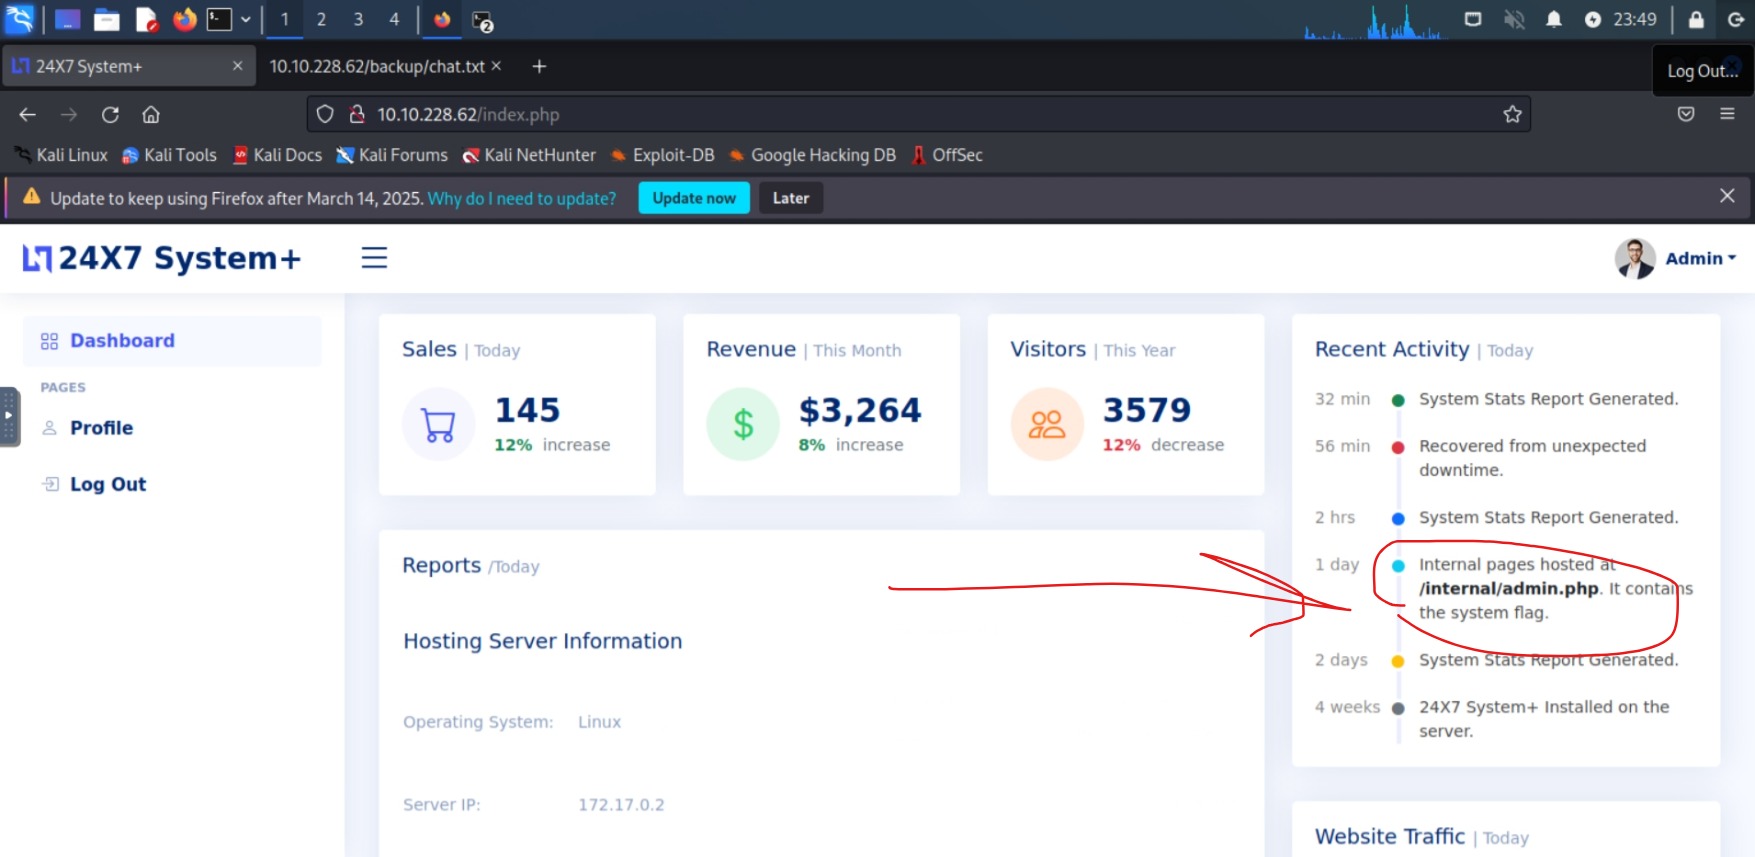 1 2 3 4 2 23:49
24X7 System+ 10.10.228.62/backup/chat.txt
Log Out...
10.10.228.62/index.php
Kali Linux Kali Tools Kali Docs Kali Forums Kali NetHunter Exploit-DB Google Hacking DB OffSec
Update to keep using Firefox after March 14, 2025. Why do I need to update? Update now Later
24X7 System+ Admin
Dashboard
PAGES
Profile
Log Out
Sales | Today
145
12% increase
Revenue | This Month
$3,264
8% increase
Visitors | This Year
3579
12% decrease
Reports /Today
Hosting Server Information
Operating System: Linux
Server IP: 172.17.0.2
Recent Activity | Today
32 min System Stats Report Generated.
56 min Recovered from unexpected
downtime.
2 hrs System Stats Report Generated.
1 day Internal pages hosted at
/internal/admin.php. It contains
the system flag.
2 days System Stats Report Generated.
4 weeks 24X7 System+ Installed on the
server.
Website Traffic | Today